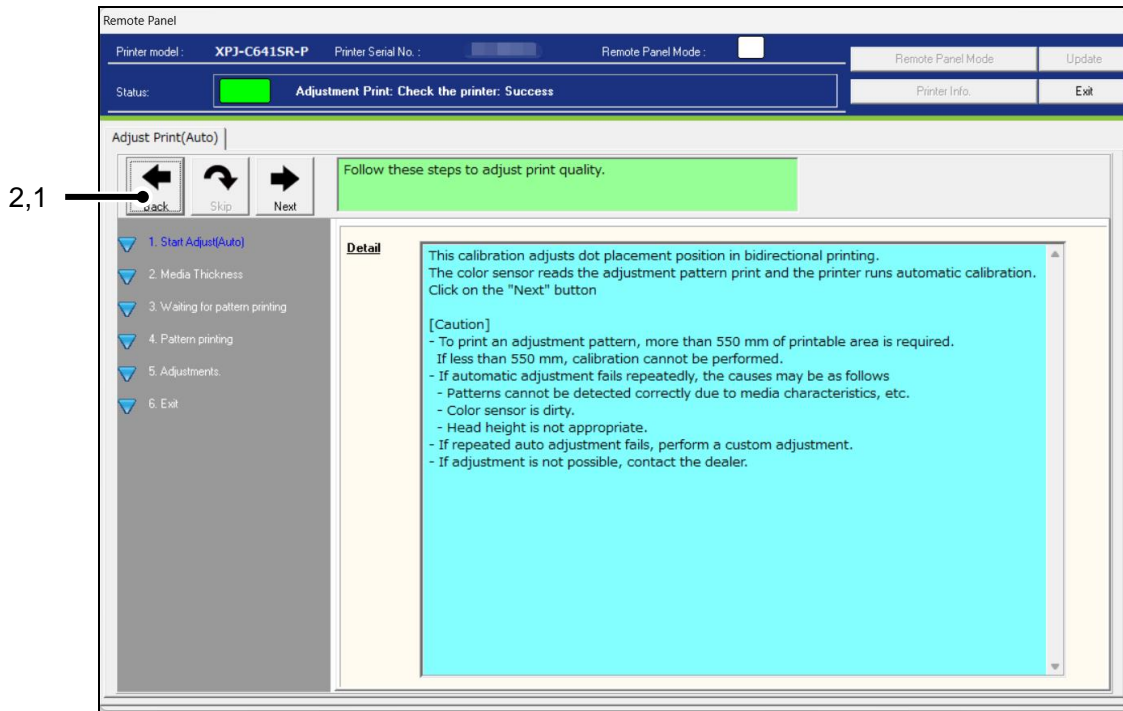 Remote Panel
Printer model : XPJ-C641SR-P Printer Serial No. : Remote Panel Mode :
Remote Panel Mode Update
Status: Adjustment Print: Check the printer: Success
Printer Info. Exit
Adjust Print(Auto)
Back Skip Next
Follow these steps to adjust print quality.
2,1
1. Start Adjust(Auto)
2. Media Thickness
3. Waiting for pattern printing
4. Pattern printing
5. Adjustments.
6. Exit
Detail
This calibration adjusts dot placement position in bidirectional printing.
The color sensor reads the adjustment pattern print and the printer runs automatic calibration.
Click on the "Next" button
[Caution]
- To print an adjustment pattern, more than 550 mm of printable area is required.
If less than 550 mm, calibration cannot be performed.
- If automatic adjustment fails repeatedly, the causes may be as follows
- Patterns cannot be detected correctly due to media characteristics, etc.
- Color sensor is dirty.
- Head height is not appropriate.
- If repeated auto adjustment fails, perform a custom adjustment.
- If adjustment is not possible, contact the dealer.